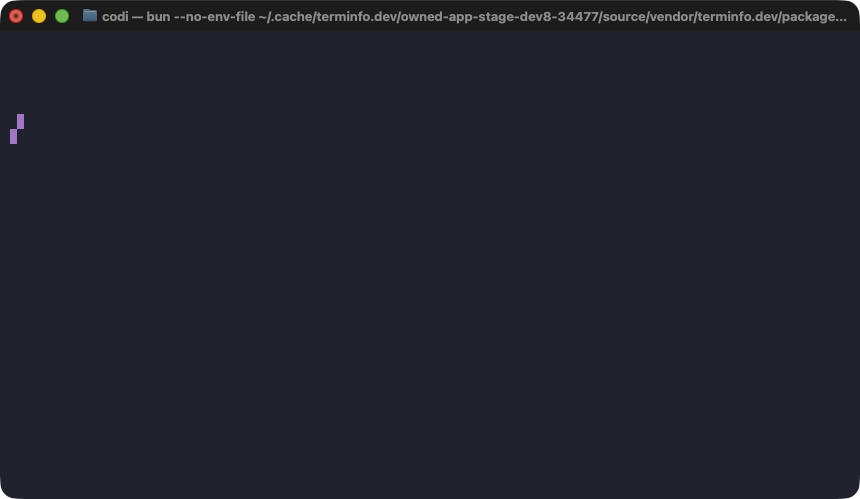 codi — bun --no-env-file ~/.cache/terminfo.dev/owned-app-stage-dev8-34477/source/vendor/terminfo.dev/package...